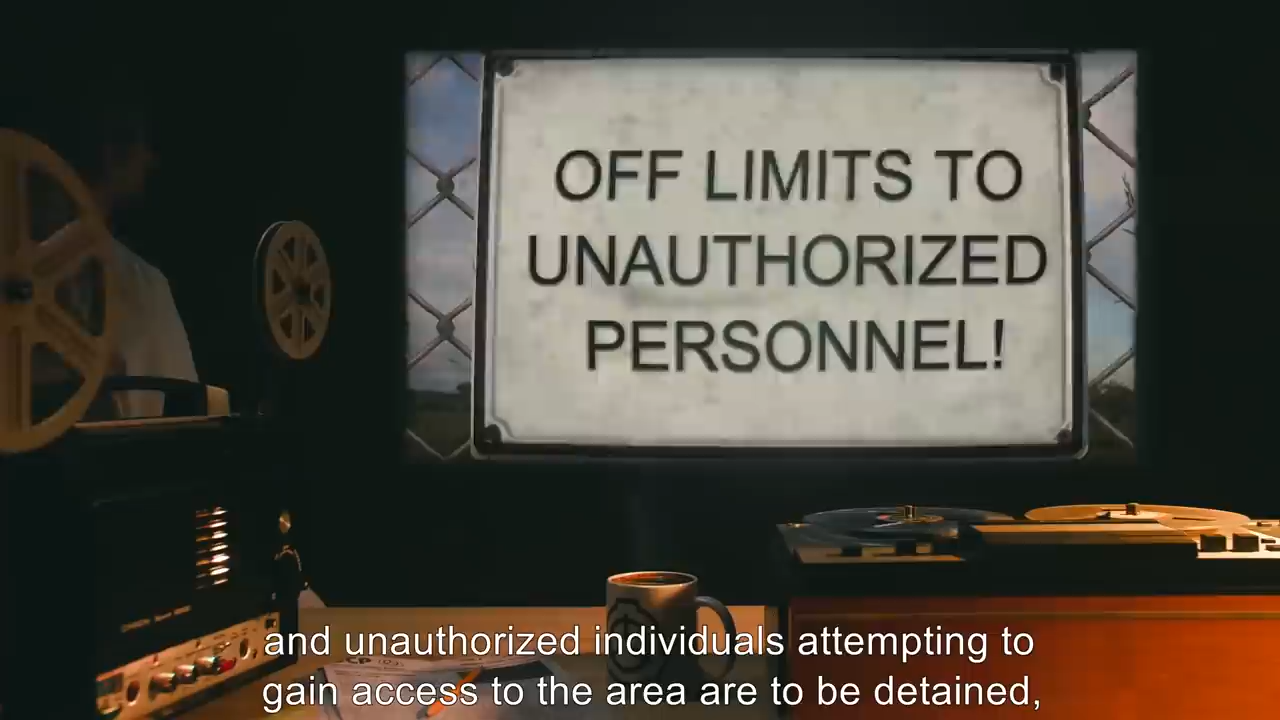 OFF LIMITS TO
UNAUTHORIZED
PERSONNEL!
and unauthorized individuals attempting to
gain access to the area are to be detained,